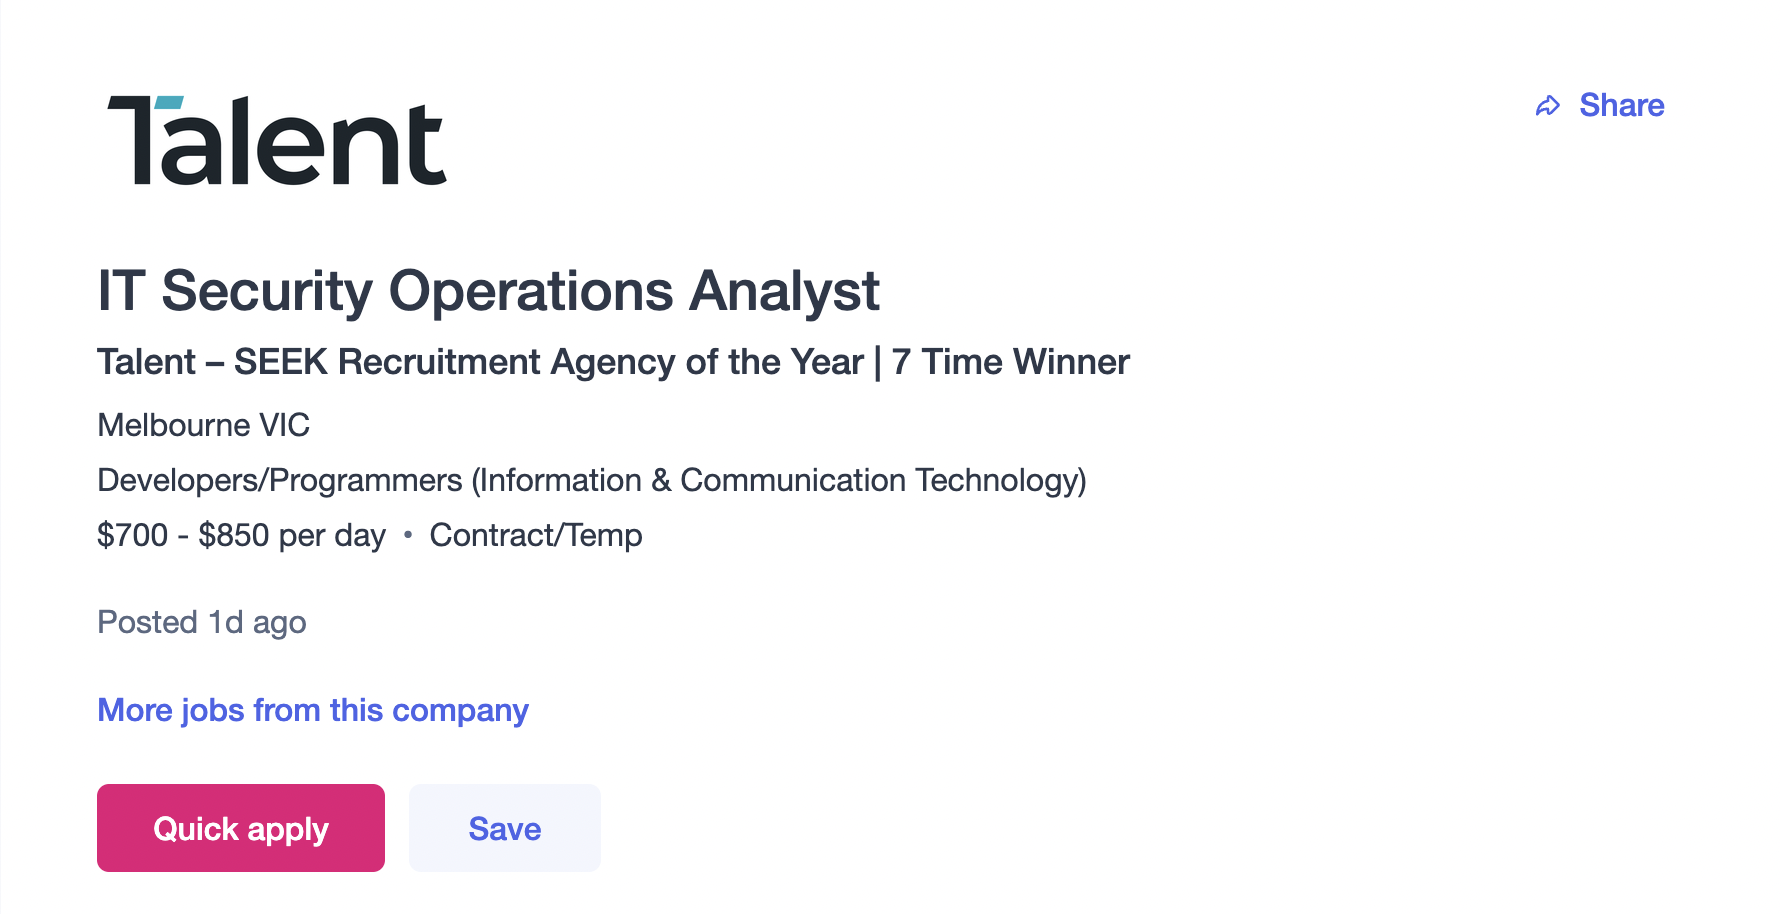 Talent
Share
IT Security Operations Analyst
Talent – SEEK Recruitment Agency of the Year | 7 Time Winner
Melbourne VIC
Developers/Programmers (Information & Communication Technology)
$700 - $850 per day • Contract/Temp
Posted 1d ago
More jobs from this company
Quick apply
Save